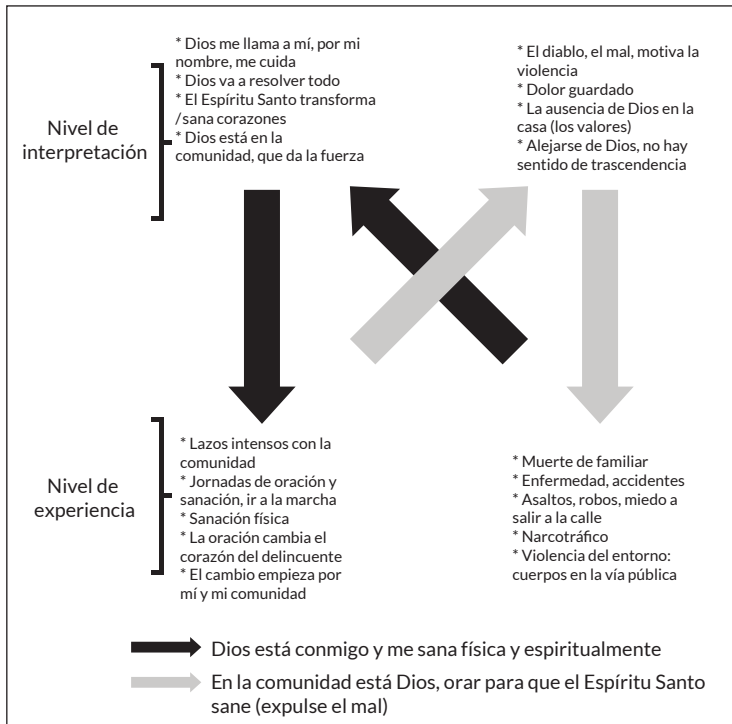 Nivel de
interpretación
* Dios me llama a mí, por mi
nombre, me cuida
* Dios va a resolver todo
* El Espíritu Santo transforma
/sana corazones
* Dios está en la
comunidad, que da la fuerza
* El diablo, el mal, motiva la
violencia
* Dolor guardado
* La ausencia de Dios en la
casa (los valores)
* Alejarse de Dios, no hay
sentido de trascendencia
Nivel de
experiencia
* Lazos intensos con la
comunidad
* Jornadas de oración y
sanación, ir a la marcha
* Sanación física
* La oración cambia el
corazón del delincuente
* El cambio empieza por
mí y mi comunidad
* Muerte de familiar
* Enfermedad, accidentes
* Asaltos, robos, miedo a
salir a la calle
* Narcotráfico
* Violencia del entorno:
cuerpos en la vía pública
Dios está conmigo y me sana física y espiritualmente
En la comunidad está Dios, orar para que el Espíritu Santo
sane (expulse el mal)